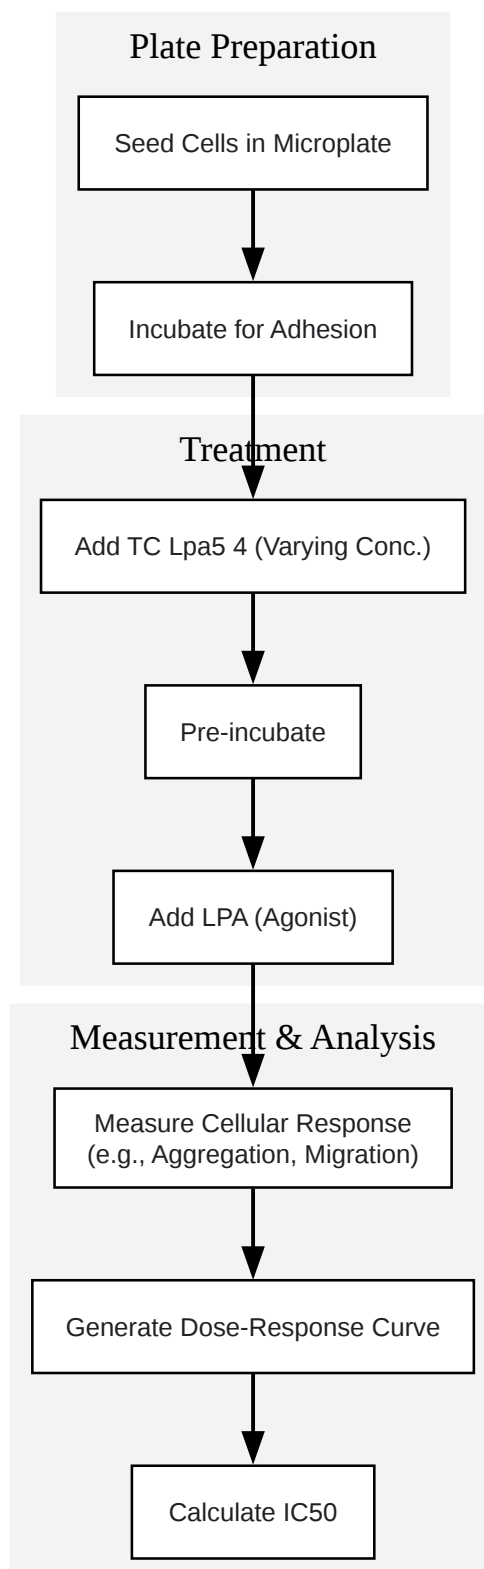 Plate Preparation
Seed Cells in Microplate
Incubate for Adhesion
Treatment
Add TC Lpa5 4 (Varying Conc.)
Pre-incubate
Add LPA (Agonist)
Measurement & Analysis
Measure Cellular Response
(e.g., Aggregation, Migration)
Generate Dose-Response Curve
Calculate IC50